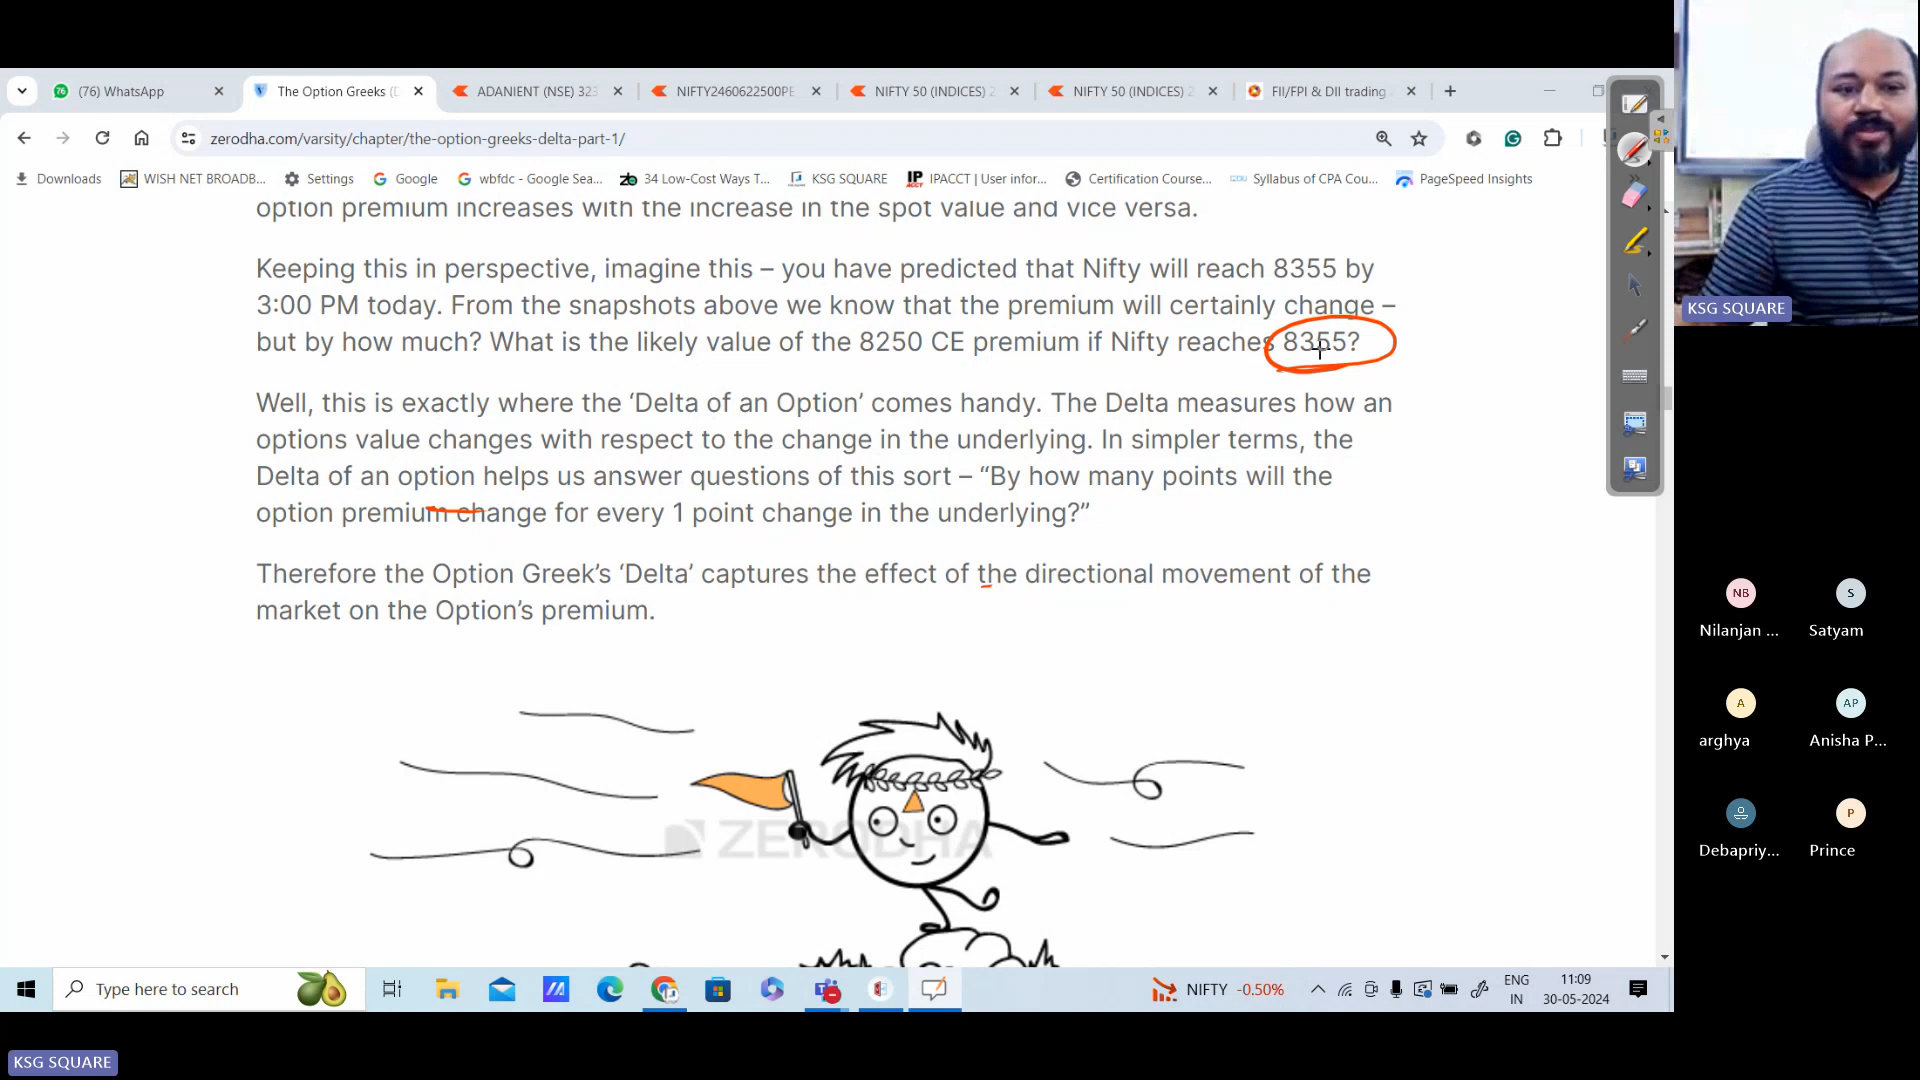 (76) WhatsApp
The Option Greeks (D
ADANIENT (NSE) 323
NIFTY2460622500PE
NIFTY 50 (INDICES) 2
NIFTY 50 (INDICES) 2
FII/FPI & DII trading
zerodha.com/varsity/chapter/the-option-greeks-delta-part-1/
Downloads
WISH NET BROADB...
Settings
Google
wbfdc - Google Sea...
34 Low-Cost Ways T...
KSG SQUARE
IPACCT | User infor...
Certification Course...
Syllabus of CPA Cou...
PageSpeed Insights
option premium increases with the increase in the spot value and vice versa.
Keeping this in perspective, imagine this – you have predicted that Nifty will reach 8355 by
3:00 PM today. From the snapshots above we know that the premium will certainly change –
but by how much? What is the likely value of the 8250 CE premium if Nifty reaches 8355?
Well, this is exactly where the ‘Delta of an Option’ comes handy. The Delta measures how an
options value changes with respect to the change in the underlying. In simpler terms, the
Delta of an option helps us answer questions of this sort – “By how many points will the
option premium change for every 1 point change in the underlying?”
Therefore the Option Greek’s ‘Delta’ captures the effect of the directional movement of the
market on the Option’s premium.
ZERODHA
KSG SQUARE
NB
Nilanjan ...
S
Satyam
A
arghya
AP
Anisha P...
Debapriy...
P
Prince
Type here to search
NIFTY -0.50%
ENG
IN
11:09
30-05-2024
KSG SQUARE